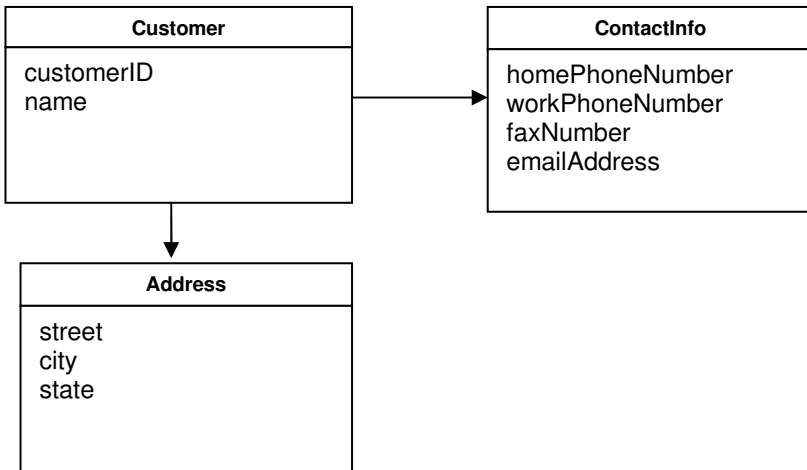 Customer
customerID
name
ContactInfo
homePhoneNumber
workPhoneNumber
faxNumber
emailAddress
Address
street
city
state